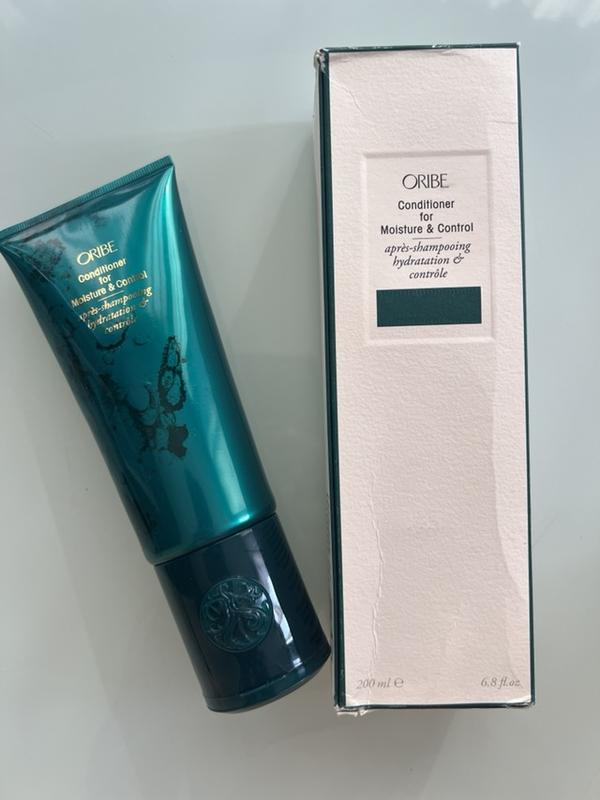 ORIBE
Conditioner
for
Moisture & Control
après-shampooing
hydratation &
contrôle
ORIBE
Conditioner
for
Moisture & Control
après-shampooing
hydratation &
contrôle
200 ml ℮
6.8 fl.oz